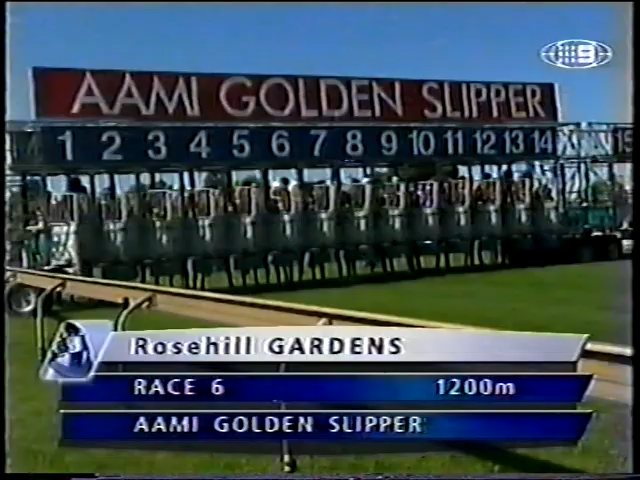 9
AAMI GOLDEN SLIPPER
1 2 3 4 5 6 7 8 9 10 11 12 13 14 15
Rosehill GARDENS
RACE 6 1200m
AAMI GOLDEN SLIPPER